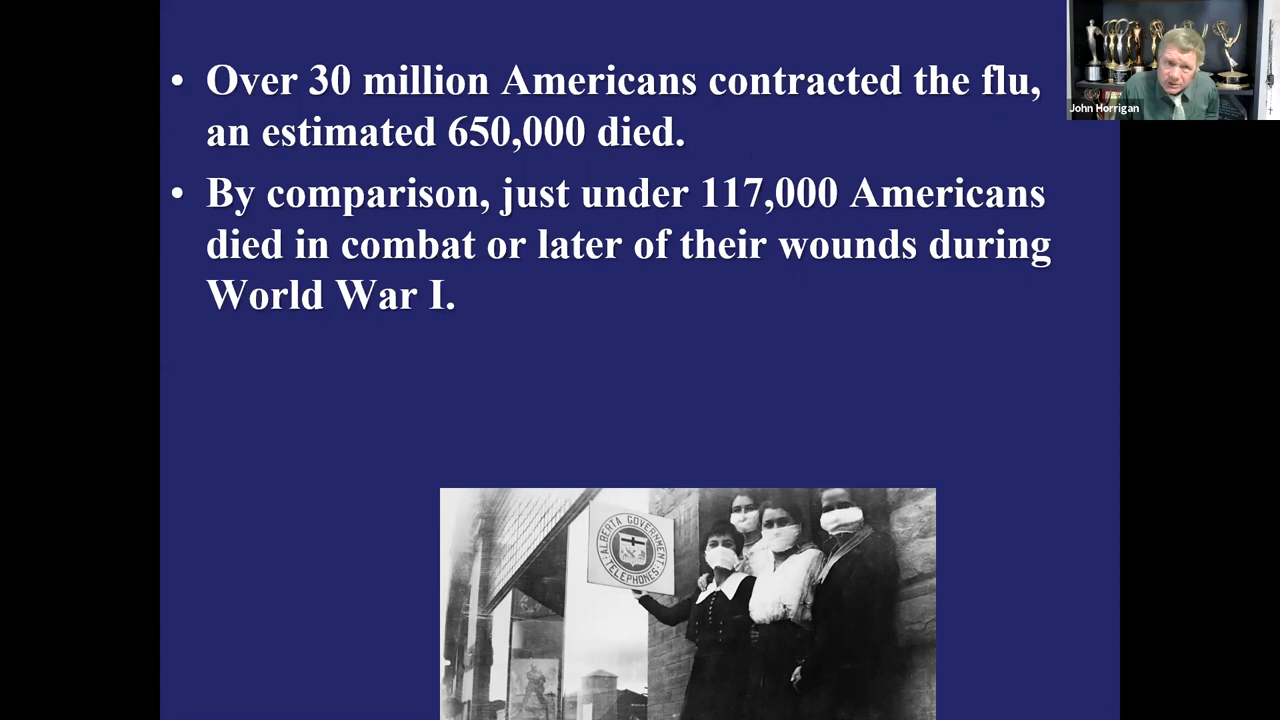 • Over 30 million Americans contracted the flu,
an estimated 650,000 died.
• By comparison, just under 117,000 Americans
died in combat or later of their wounds during
World War I.
John Horrigan
ALBERTA GOVERNMENT
TELEPHONES